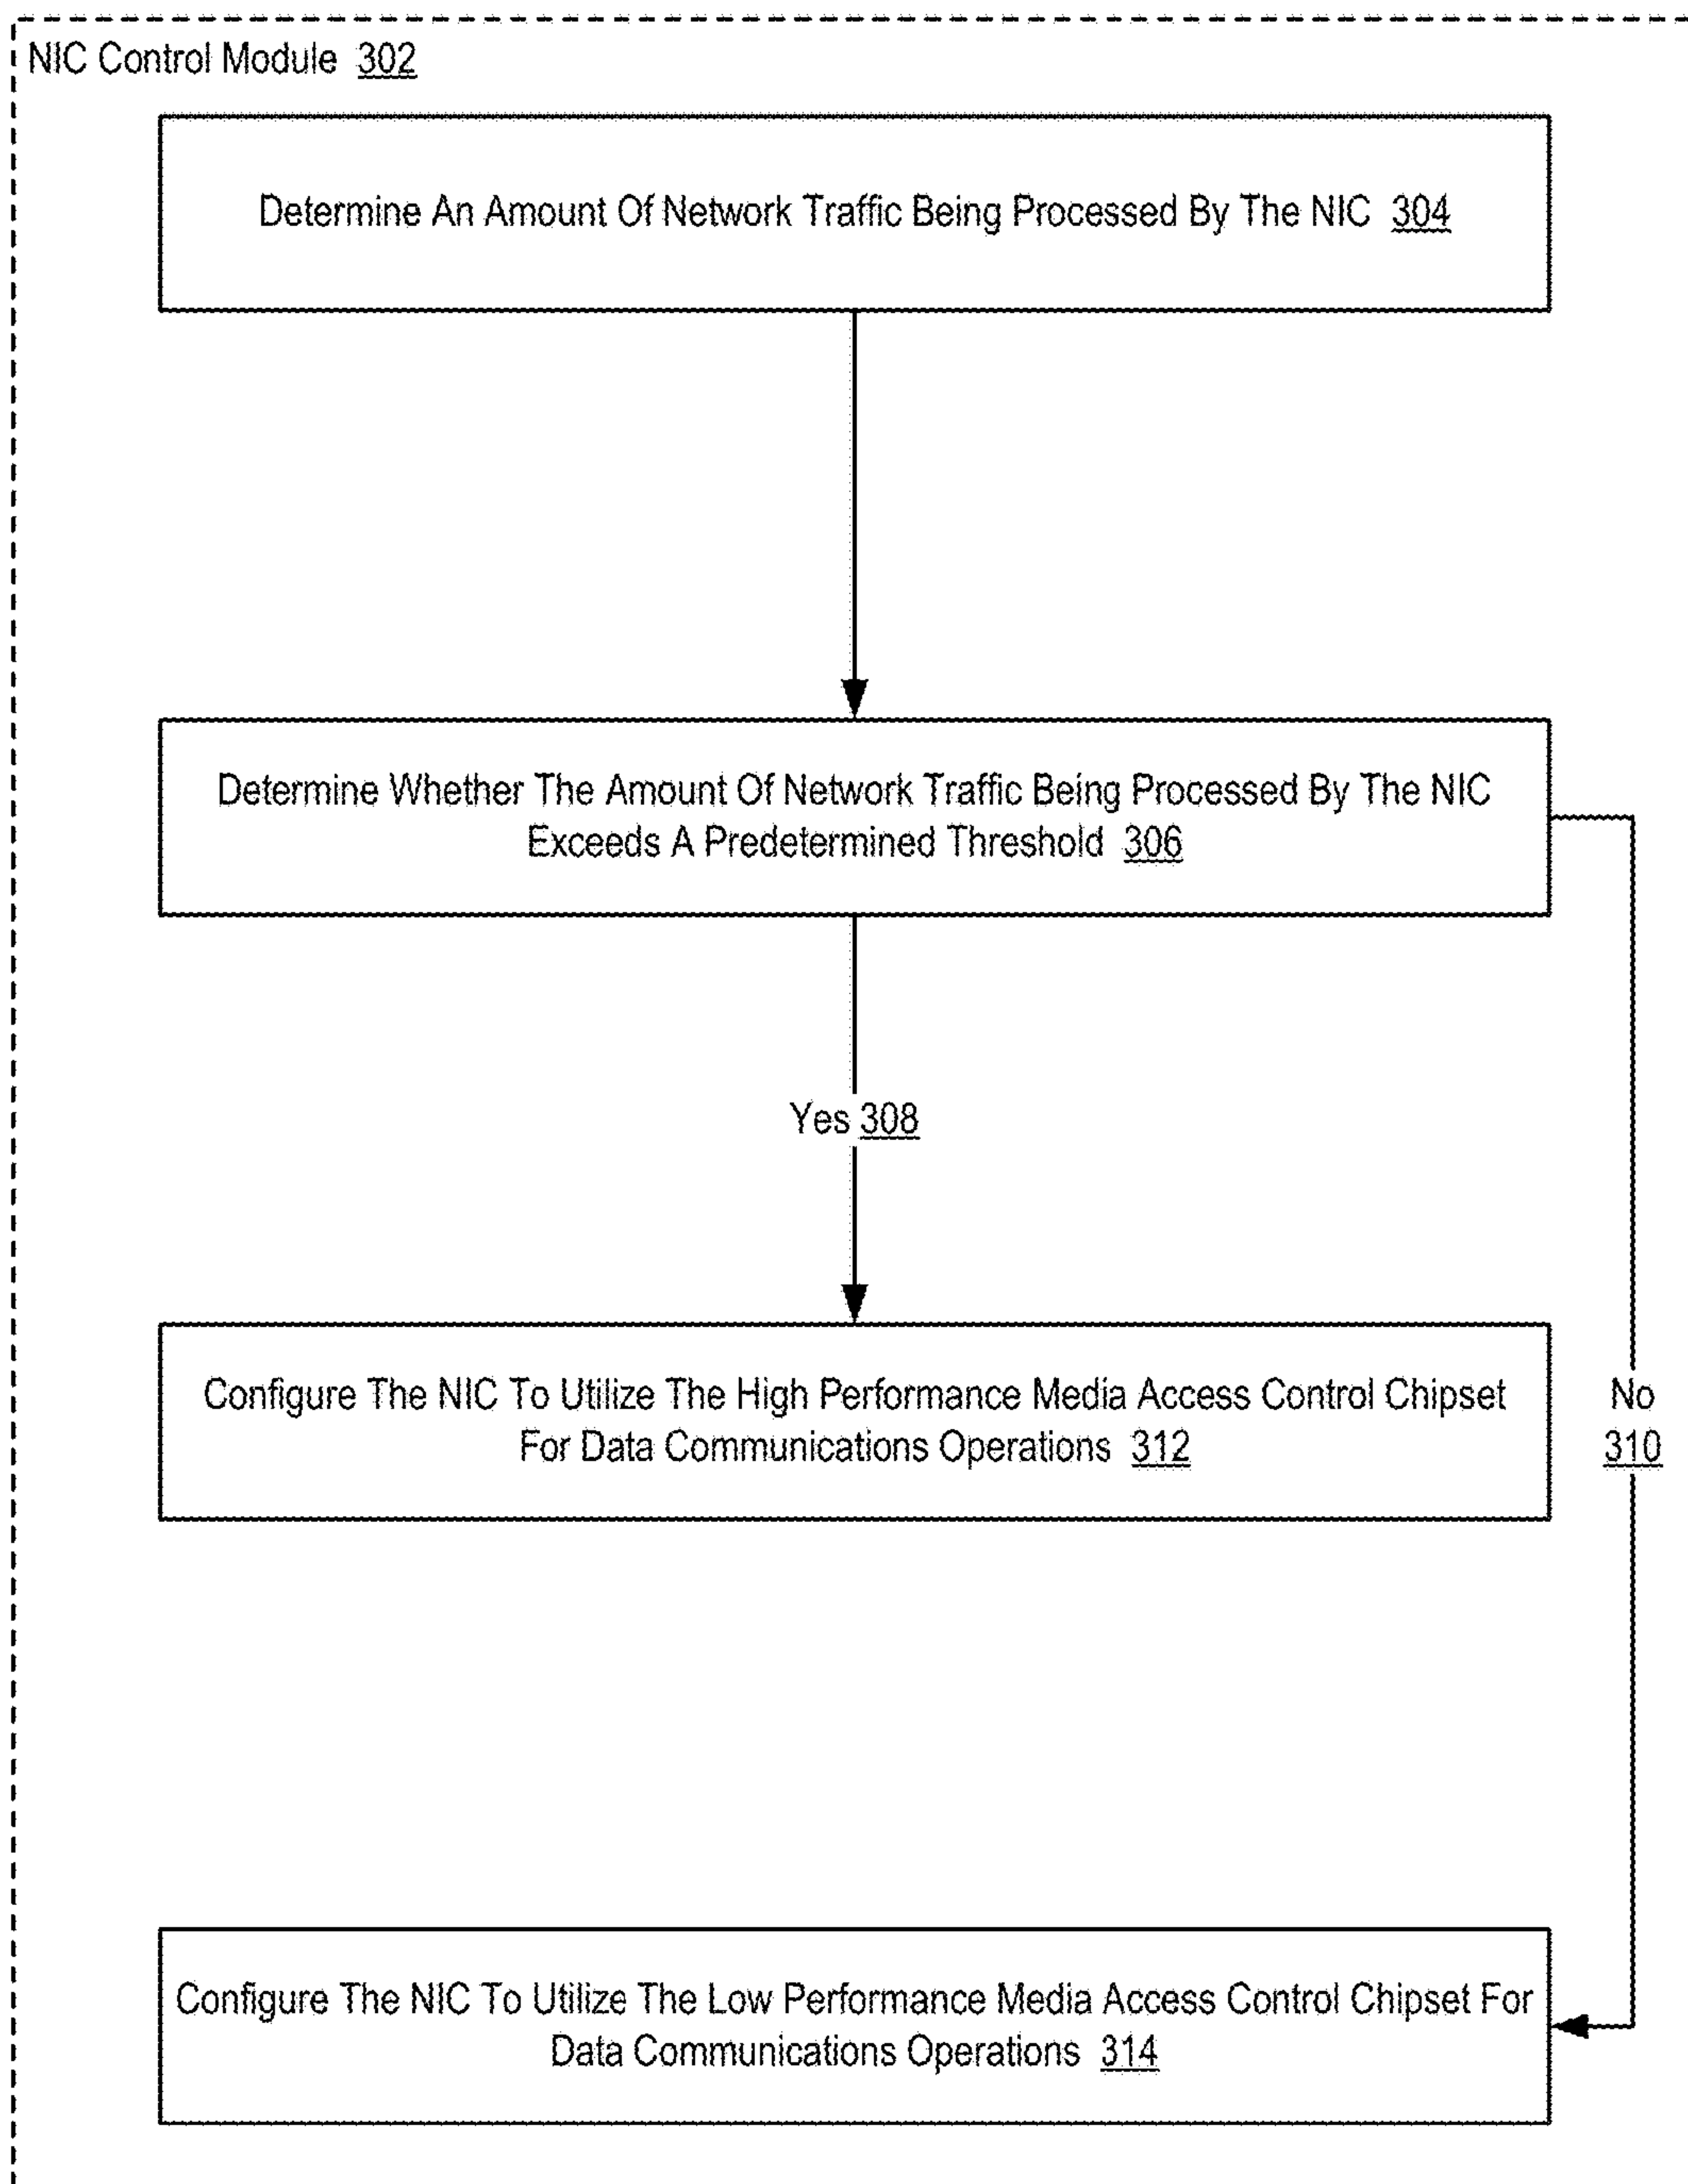 NIC Control Module 302
Determine An Amount Of Network Traffic Being Processed By The NIC 304
Determine Whether The Amount Of Network Traffic Being Processed By The NIC
Exceeds A Predetermined Threshold 306
Yes 308
Configure The NIC To Utilize The High Performance Media Access Control Chipset
For Data Communications Operations 312
No
310
Configure The NIC To Utilize The Low Performance Media Access Control Chipset For
Data Communications Operations 314